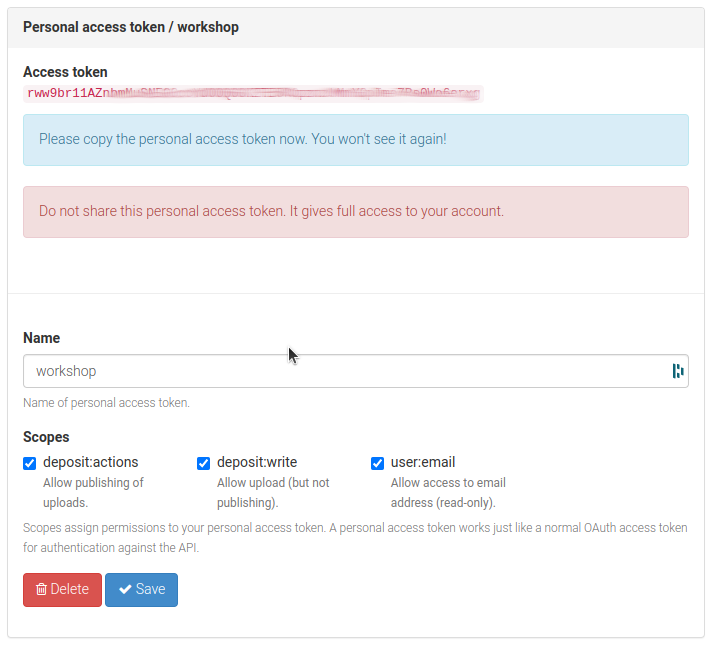 Personal access token / workshop
Access token
Please copy the personal access token now. You won't see it again!
Do not share this personal access token. It gives full access to your account.
Name
workshop
Name of personal access token.
Scopes
deposit:actions deposit:write user:email
Allow publishing of Allow upload (but not Allow access to email
uploads. publishing). address (read-only).
Scopes assign permissions to your personal access token. A personal access token works just like a normal OAuth access token
for authentication against the API.
Delete Save